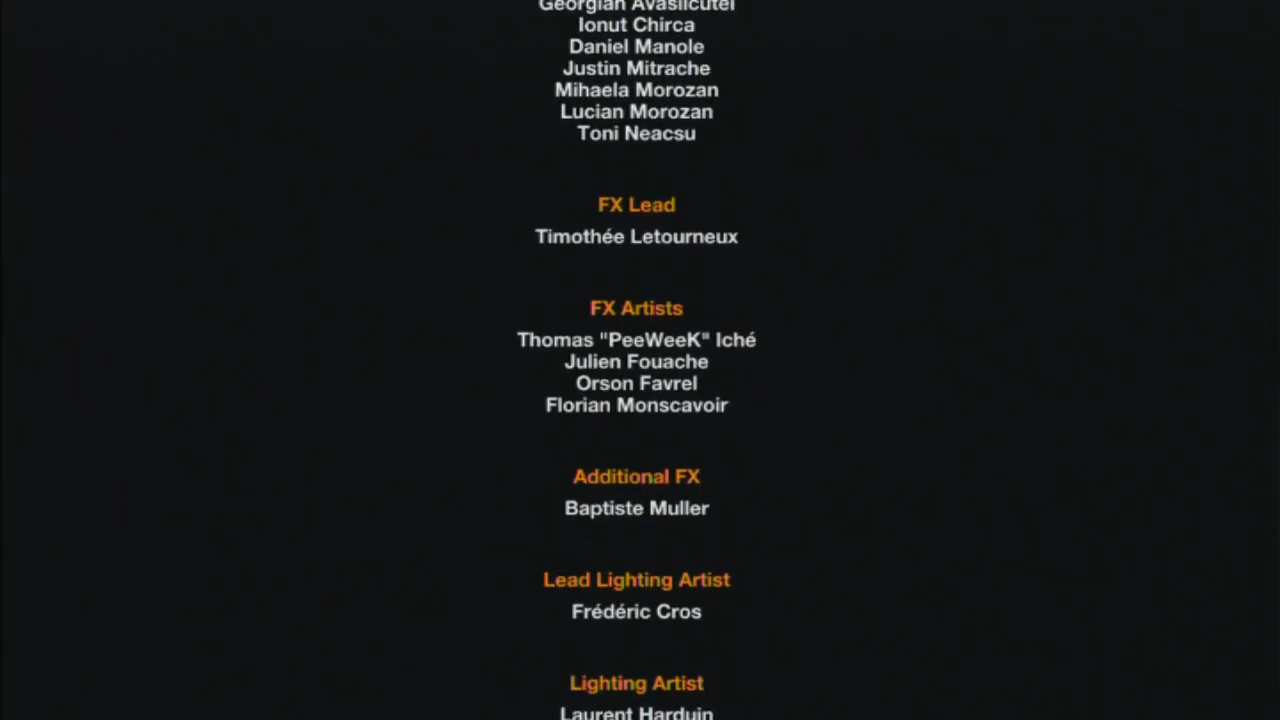 Georgian Avasilcutei
Ionut Chirca
Daniel Manole
Justin Mitrache
Mihaela Morozan
Lucian Morozan
Toni Neacsu
FX Lead
Timothée Letourneux
FX Artists
Thomas "PeeWeeK" Iché
Julien Fouache
Orson Favrel
Florian Monscavoir
Additional FX
Baptiste Muller
Lead Lighting Artist
Frédéric Cros
Lighting Artist
Laurent Harduin